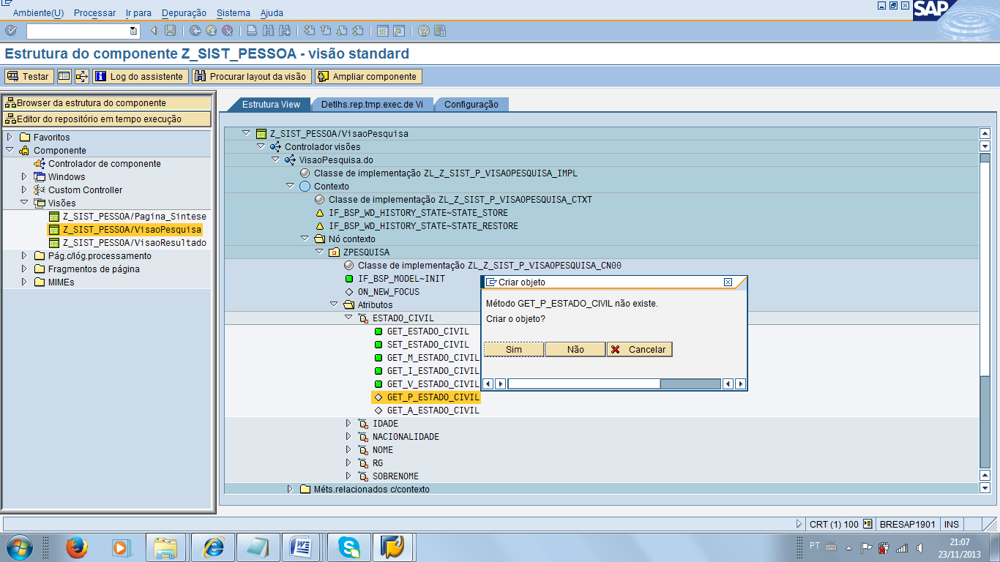 Ambiente(U) Processar Ir para Depuração Sistema Ajuda
SAP
Estrutura do componente Z_SIST_PESSOA - visão standard
Testar Log do assistente Procurar layout da visão Ampliar componente
Browser da estrutura do componente
Editor do repositório em tempo execução
Favoritos
Componente
Controlador de componente
Windows
Custom Controller
Visões
Z_SIST_PESSOA/Pagina_Sintese
Z_SIST_PESSOA/VisaoPesquisa
Z_SIST_PESSOA/VisaoResultado
Pág.c/lóg.processamento
Fragmentos de página
MIMEs
Estrutura View Detlhs.rep.tmp.exec.de Vi Configuração
Z_SIST_PESSOA/VisaoPesquisa
Controlador visões
VisaoPesquisa.do
Classe de implementação ZL_Z_SIST_P_VISAOPESQUISA_IMPL
Contexto
Classe de implementação ZL_Z_SIST_P_VISAOPESQUISA_CTXT
IF_BSP_WD_HISTORY_STATE~STATE_STORE
IF_BSP_WD_HISTORY_STATE~STATE_RESTORE
Nó contexto
ZPESQUISA
Classe de implementação ZL_Z_SIST_P_VISAOPESQUISA_CN00
IF_BSP_MODEL~INIT
ON_NEW_FOCUS
Atributos
ESTADO_CIVIL
GET_ESTADO_CIVIL
SET_ESTADO_CIVIL
GET_M_ESTADO_CIVIL
GET_I_ESTADO_CIVIL
GET_V_ESTADO_CIVIL
GET_P_ESTADO_CIVIL
GET_A_ESTADO_CIVIL
IDADE
NACIONALIDADE
NOME
RG
SOBRENOME
Méts.relacionados c/contexto
Criar objeto
Método GET_P_ESTADO_CIVIL não existe.
Criar o objeto?
Sim Não Cancelar
CRT (1) 100 BRESAP1901 INS
PT
21:07
23/11/2013